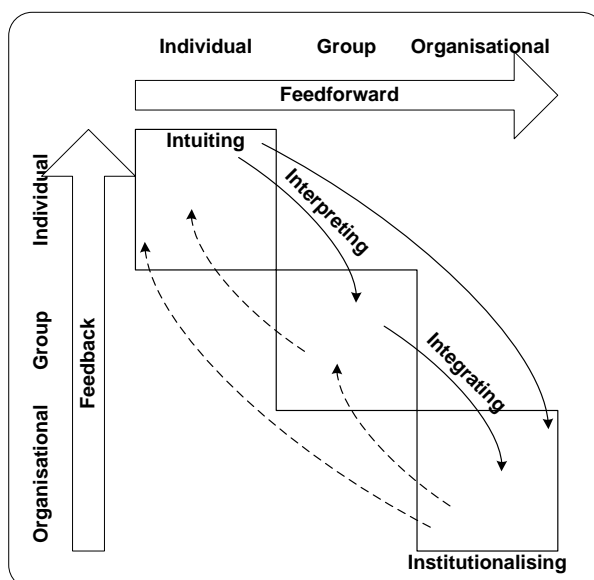 Individual Group Organisational
Feedforward
Intuiting
Interpreting
Integrating
Institutionalising
Individual
Group
Organisational
Feedback